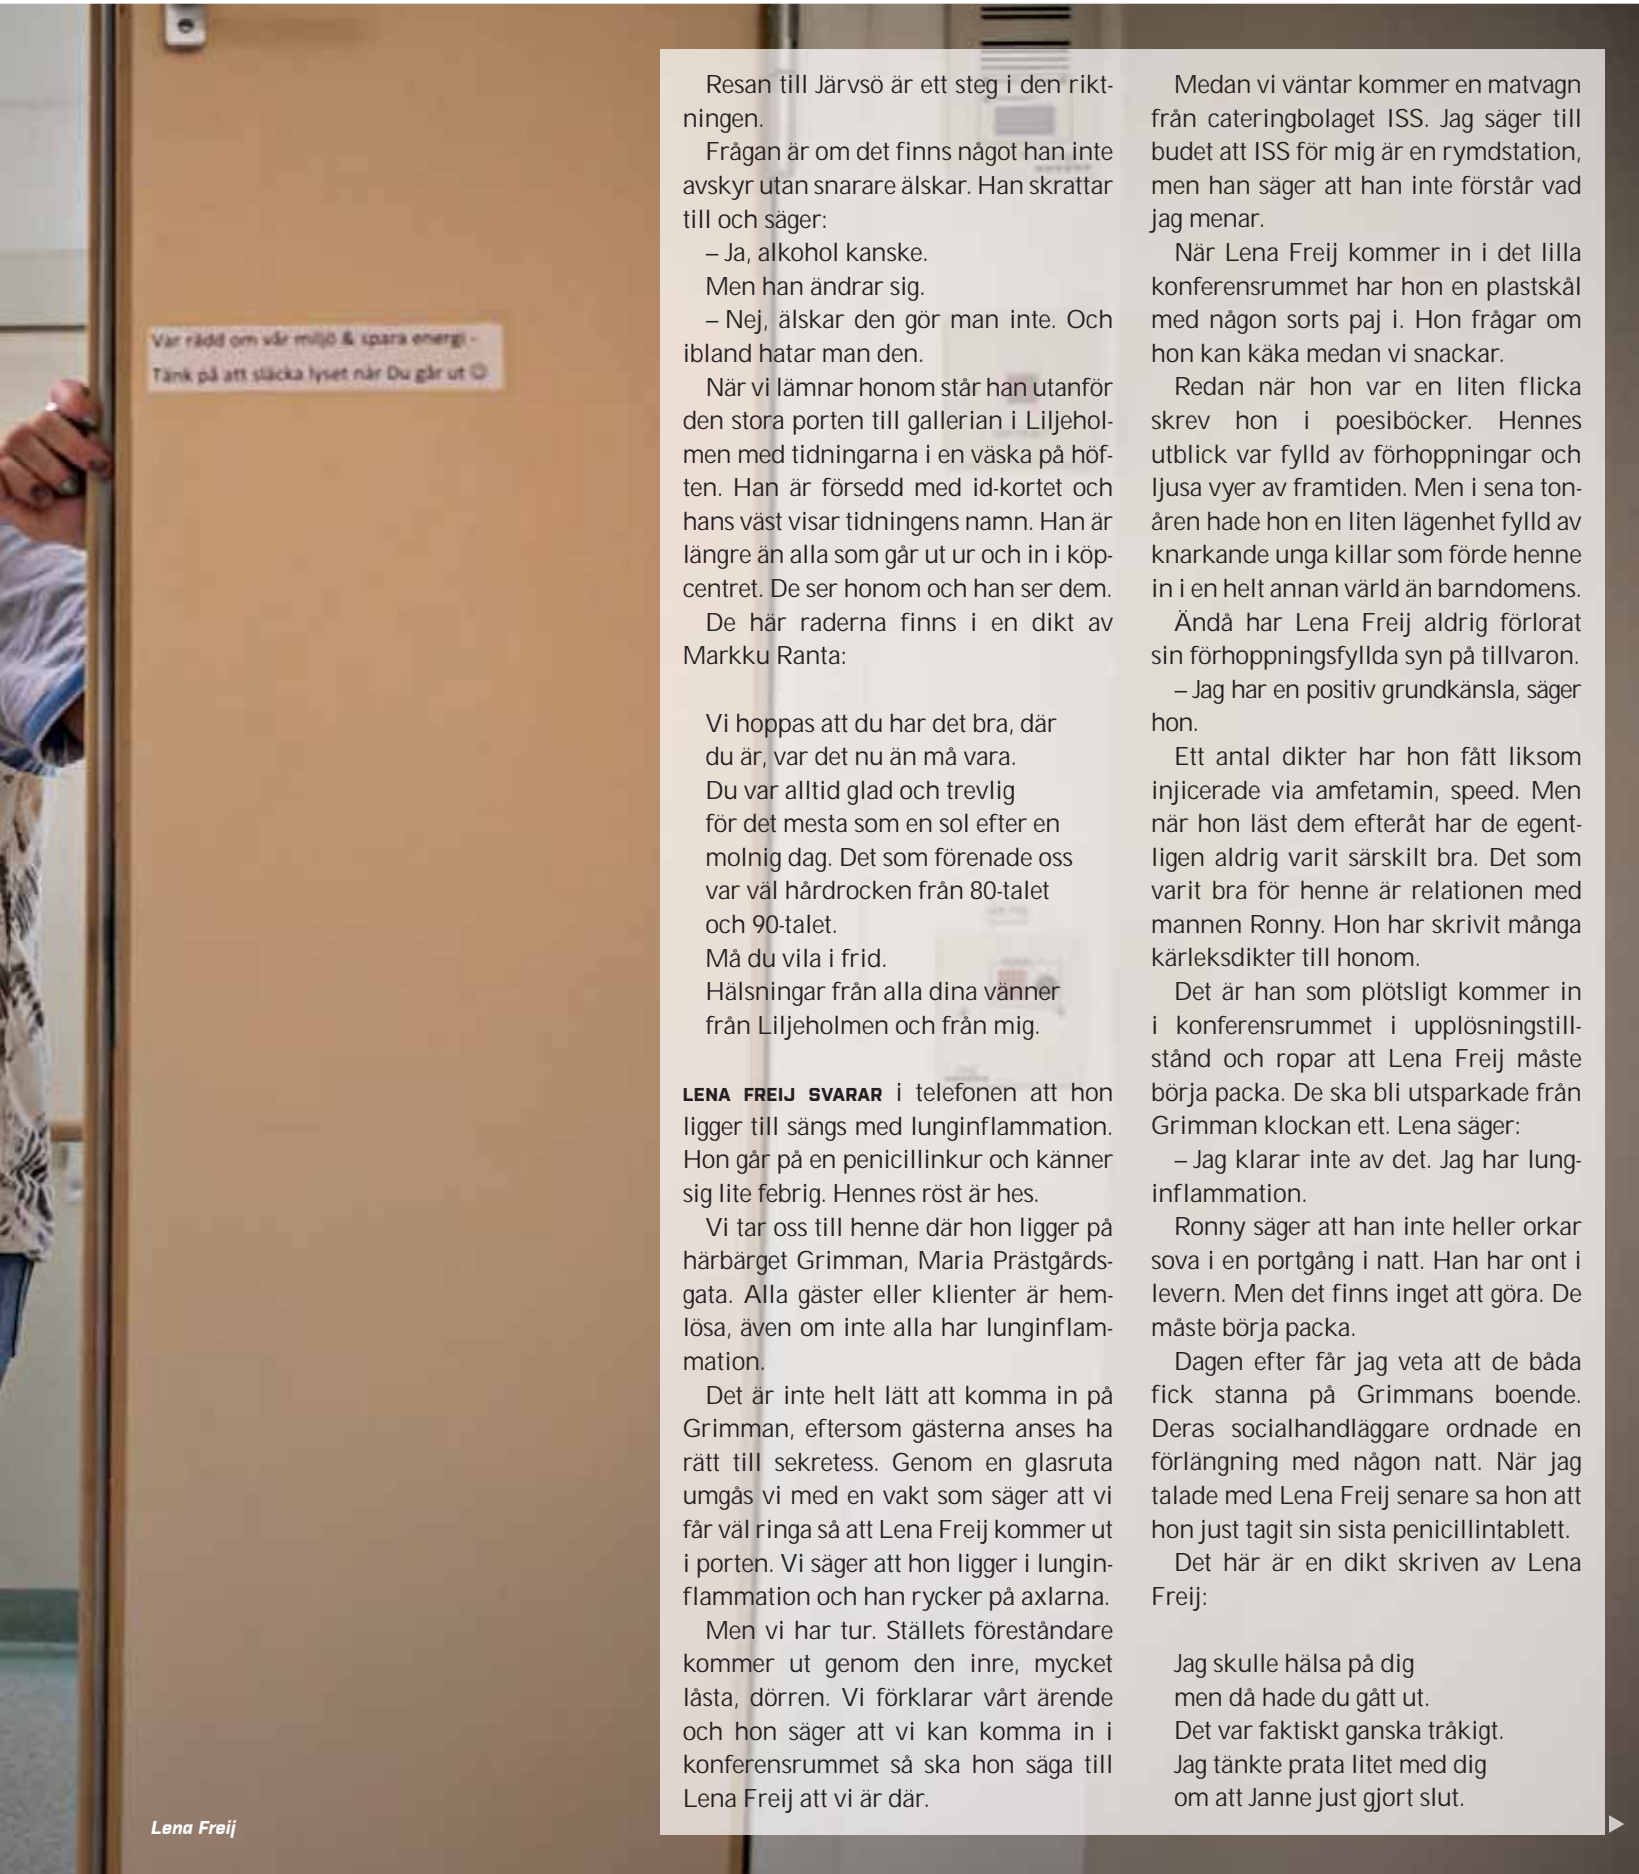 Var rädd om vår miljö & spara energi -
Tänk på att släcka lyset när Du går ut ☺
Resan till Järvsö är ett steg i den rikt-
ningen.
Frågan är om det finns något han inte
avskyr utan snarare älskar. Han skrattar
till och säger:
– Ja, alkohol kanske.
Men han ändrar sig.
– Nej, älskar den gör man inte. Och
ibland hatar man den.
När vi lämnar honom står han utanför
den stora porten till gallerian i Liljehol-
men med tidningarna i en väska på höf-
ten. Han är försedd med id-kortet och
hans väst visar tidningens namn. Han är
längre än alla som går ut ur och in i köp-
centret. De ser honom och han ser dem.
De här raderna finns i en dikt av
Markku Ranta:
Vi hoppas att du har det bra, där
du är, var det nu än må vara.
Du var alltid glad och trevlig
för det mesta som en sol efter en
molnig dag. Det som förenade oss
var väl hårdrocken från 80-talet
och 90-talet.
Må du vila i frid.
Hälsningar från alla dina vänner
från Liljeholmen och från mig.
LENA FREIJ SVARAR i telefonen att hon
ligger till sängs med lunginflammation.
Hon går på en penicillinkur och känner
sig lite febrig. Hennes röst är hes.
Vi tar oss till henne där hon ligger på
härbärget Grimman, Maria Prästgårds-
gata. Alla gäster eller klienter är hem-
lösa, även om inte alla har lunginflam-
mation.
Det är inte helt lätt att komma in på
Grimman, eftersom gästerna anses ha
rätt till sekretess. Genom en glasruta
umgås vi med en vakt som säger att vi
får väl ringa så att Lena Freij kommer ut
i porten. Vi säger att hon ligger i lungin-
flammation och han rycker på axlarna.
Men vi har tur. Ställets föreståndare
kommer ut genom den inre, mycket
låsta, dörren. Vi förklarar vårt ärende
och hon säger att vi kan komma in i
konferensrummet så ska hon säga till
Lena Freij att vi är där.
Medan vi väntar kommer en matvagn
från cateringbolaget ISS. Jag säger till
budet att ISS för mig är en rymdstation,
men han säger att han inte förstår vad
jag menar.
När Lena Freij kommer in i det lilla
konferensrummet har hon en plastskål
med någon sorts paj i. Hon frågar om
hon kan käka medan vi snackar.
Redan när hon var en liten flicka
skrev hon i poesiböcker. Hennes
utblick var fylld av förhoppningar och
ljusa vyer av framtiden. Men i sena ton-
åren hade hon en liten lägenhet fylld av
knarkande unga killar som förde henne
in i en helt annan värld än barndomens.
Ändå har Lena Freij aldrig förlorat
sin förhoppningsfyllda syn på tillvaron.
– Jag har en positiv grundkänsla, säger
hon.
Ett antal dikter har hon fått liksom
injicerade via amfetamin, speed. Men
när hon läst dem efteråt har de egent-
ligen aldrig varit särskilt bra. Det som
varit bra för henne är relationen med
mannen Ronny. Hon har skrivit många
kärleksdikter till honom.
Det är han som plötsligt kommer in
i konferensrummet i upplösningstill-
stånd och ropar att Lena Freij måste
börja packa. De ska bli utsparkade från
Grimman klockan ett. Lena säger:
– Jag klarar inte av det. Jag har lung-
inflammation.
Ronny säger att han inte heller orkar
sova i en portgång i natt. Han har ont i
levern. Men det finns inget att göra. De
måste börja packa.
Dagen efter får jag veta att de båda
fick stanna på Grimmans boende.
Deras socialhandläggare ordnade en
förlängning med någon natt. När jag
talade med Lena Freij senare sa hon att
hon just tagit sin sista penicillintablett.
Det här är en dikt skriven av Lena
Freij:
Jag skulle hälsa på dig
men då hade du gått ut.
Det var faktiskt ganska tråkigt.
Jag tänkte prata litet med dig
om att Janne just gjort slut.
Lena Freij